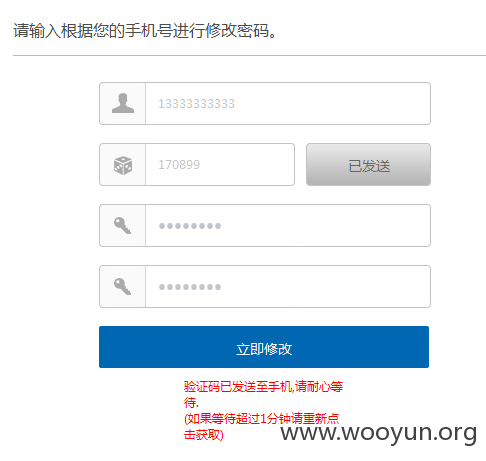 请输入根据您的手机号进行修改密码。
13333333333
170899
已发送
●●●●●●●●
●●●●●●●●
立即修改
验证码已发送至手机,请耐心等
待.
(如果等待超过1分钟请重新点
击获取)
www.wooyun.org